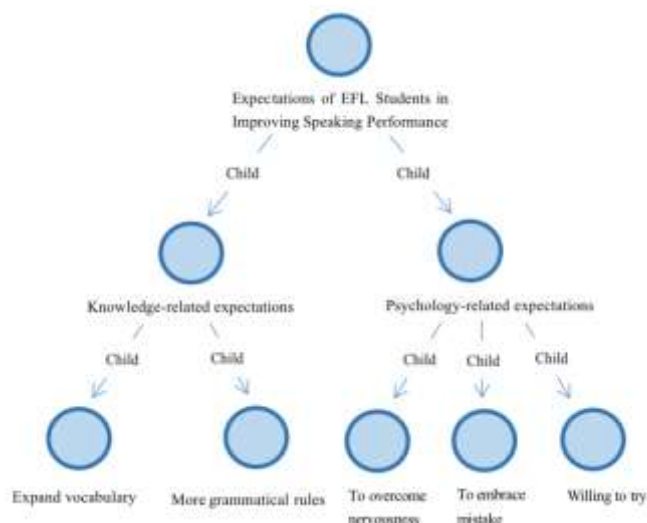 Expectations of EFL Students in
Improving Speaking Performance
Child
Child
Knowledge-related expectations
Psychology-related expectations
Child
Child
Child
Child
Child
Expand vocabulary
More grammatical rules
To overcome
nervousness
To embrace
mistake
Willing to try